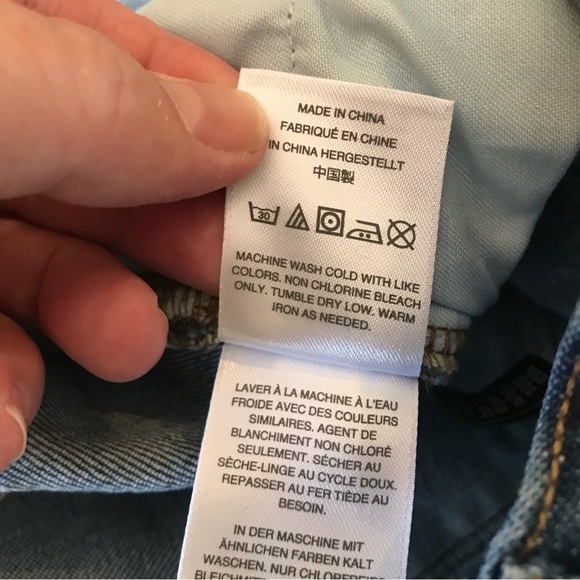 MADE IN CHINA
FABRIQUÉ EN CHINE
IN CHINA HERGESTELLT
中国製
30
MACHINE WASH COLD WITH LIKE
COLORS. NON CHLORINE BLEACH
ONLY. TUMBLE DRY LOW. WARM
IRON AS NEEDED.
LAVER À LA MACHINE À L'EAU
FROIDE AVEC DES COULEURS
SIMILAIRES. AGENT DE
BLANCHIMENT NON CHLORÉ
SEULEMENT. SÉCHER AU
SÈCHE-LINGE AU CYCLE DOUX.
REPASSER AU FER TIÈDE AU
BESOIN.
IN DER MASCHINE MIT
ÄHNLICHEN FARBEN KALT
WASCHEN. NUR CHLORFREIE